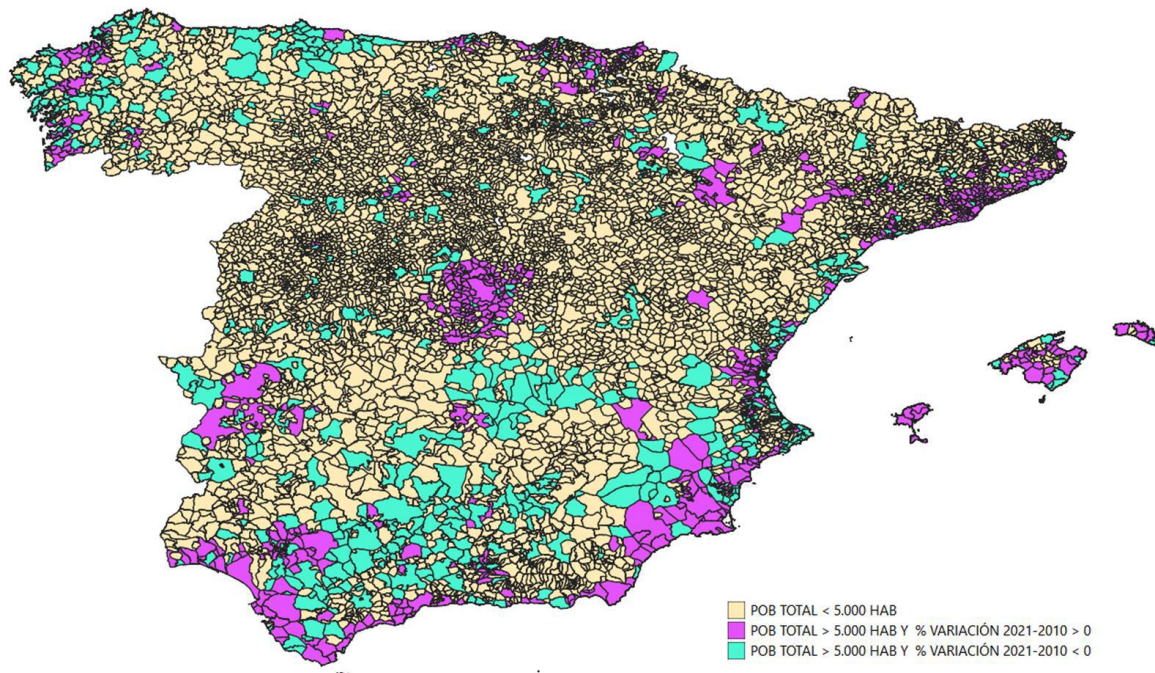 POB TOTAL < 5.000 HAB
POB TOTAL > 5.000 HAB Y % VARIACIÓN 2021-2010 > 0
POB TOTAL > 5.000 HAB Y % VARIACIÓN 2021-2010 < 0